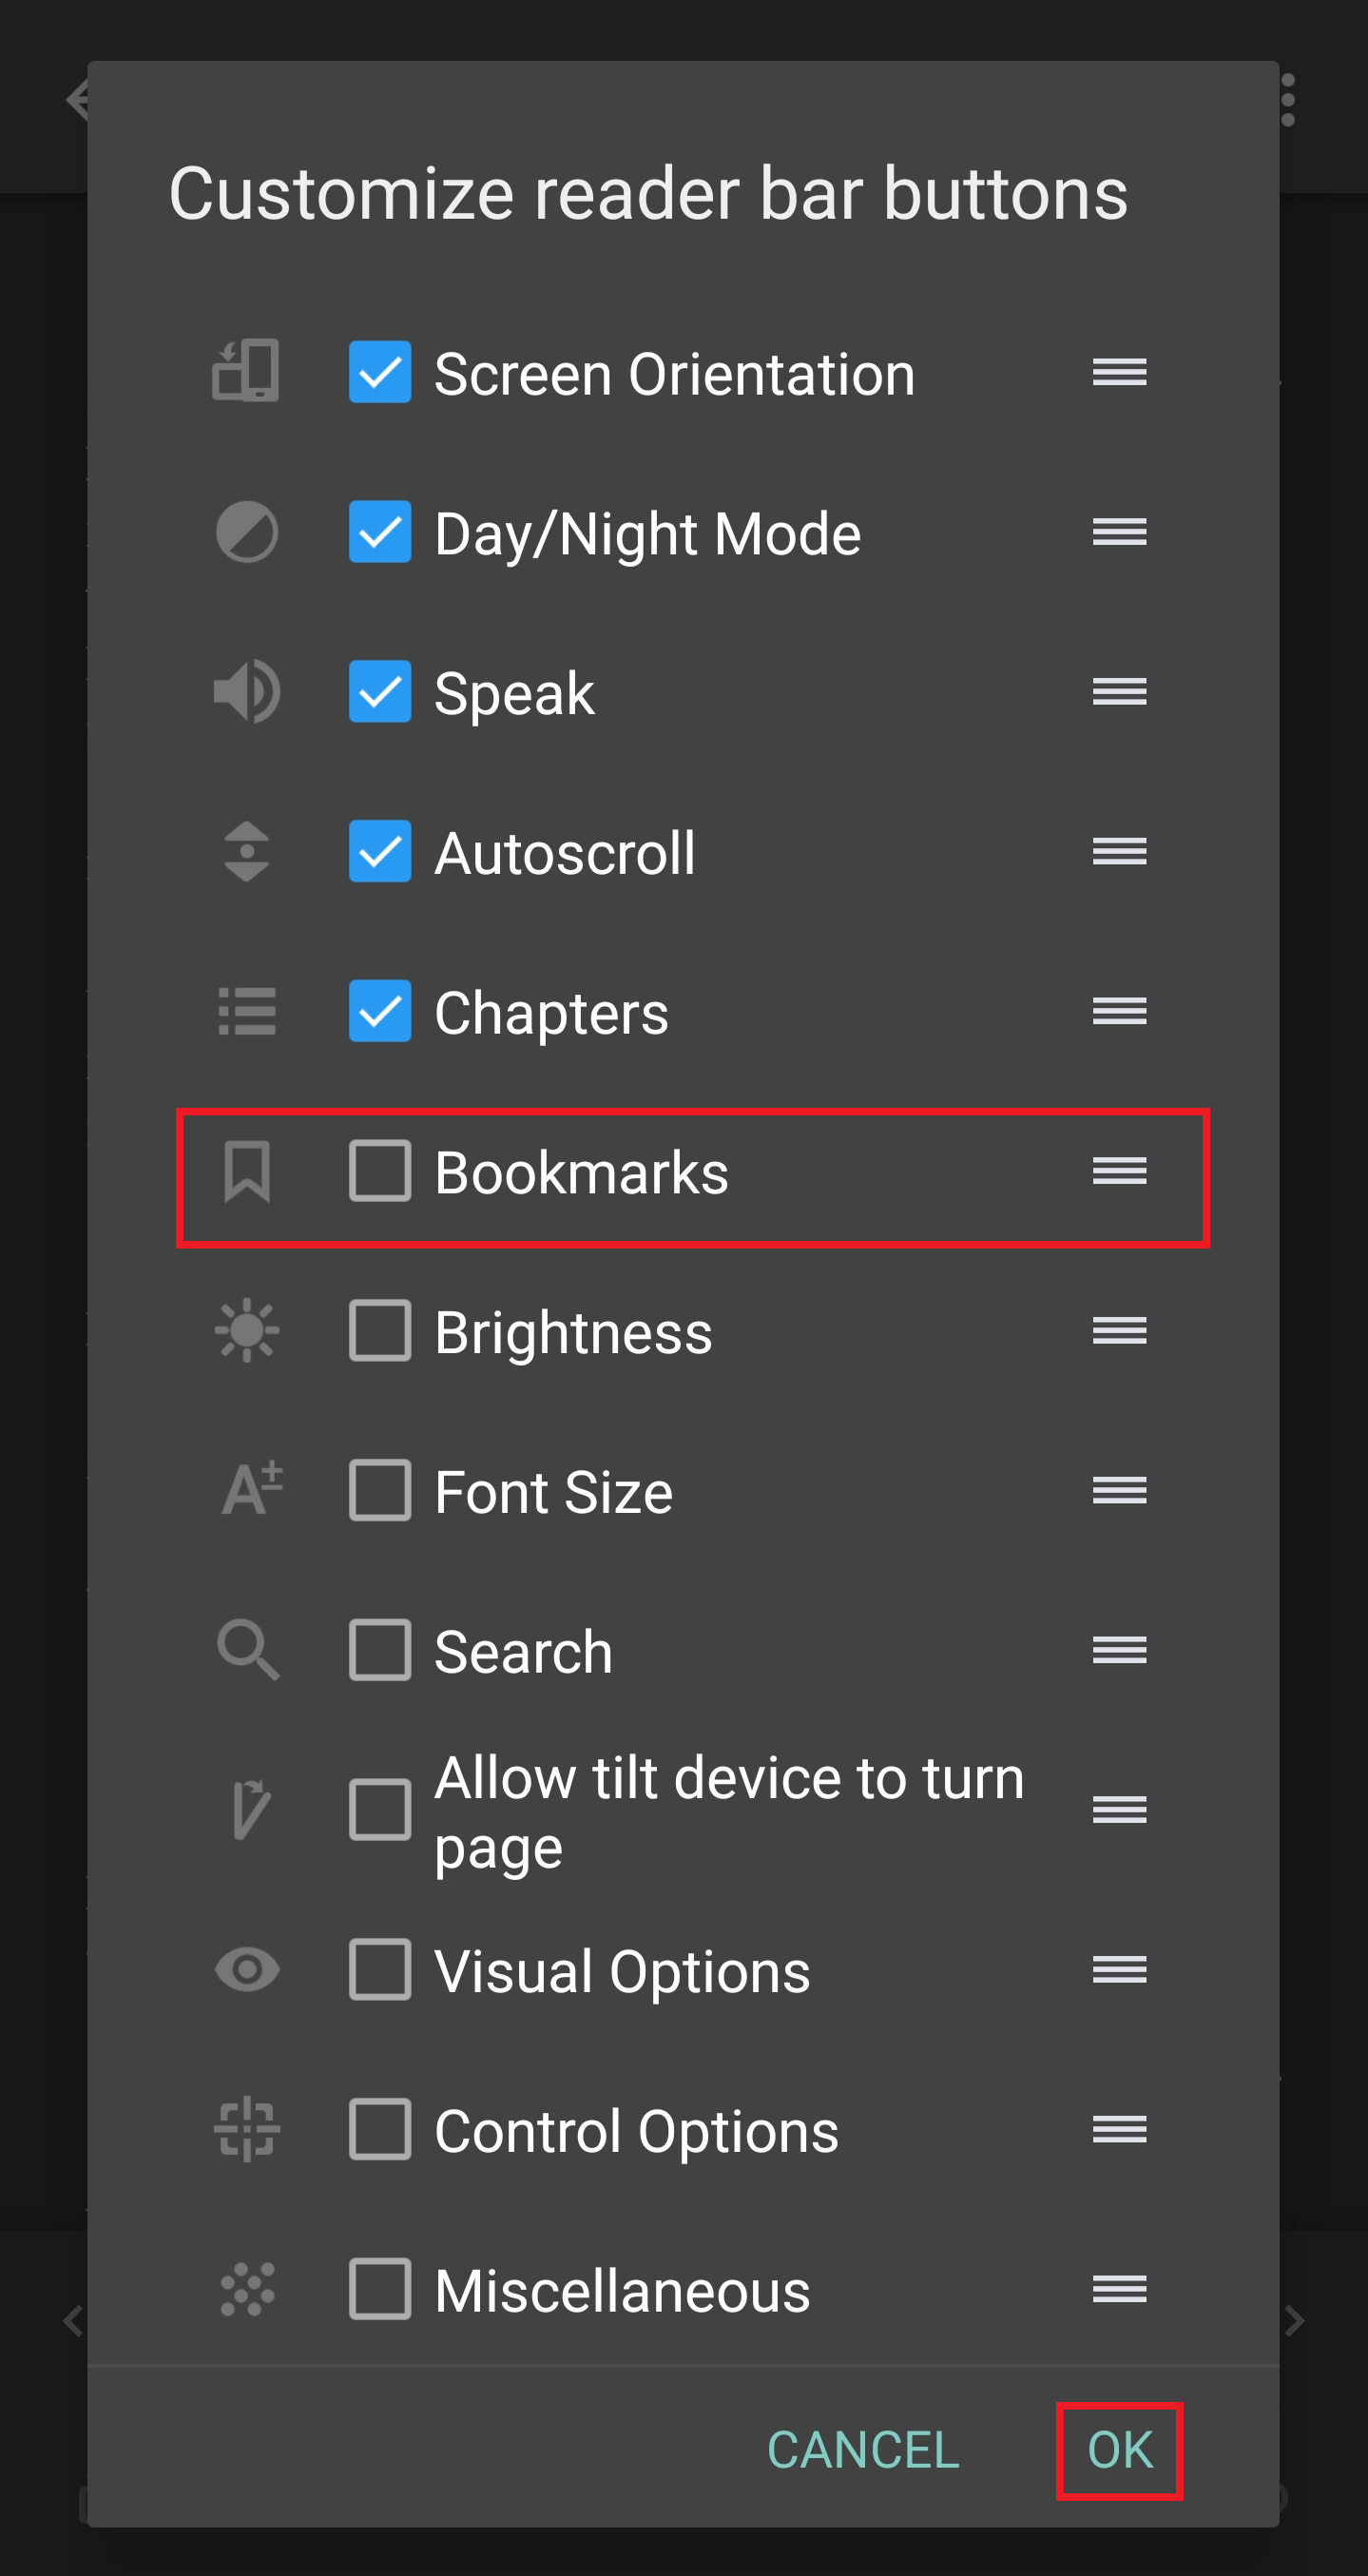 Customize reader bar buttons
Screen Orientation
Day/Night Mode
Speak
Autoscroll
Chapters
Bookmarks
Brightness
Font Size
Search
Allow tilt device to turn
page
Visual Options
Control Options
Miscellaneous
CANCEL OK